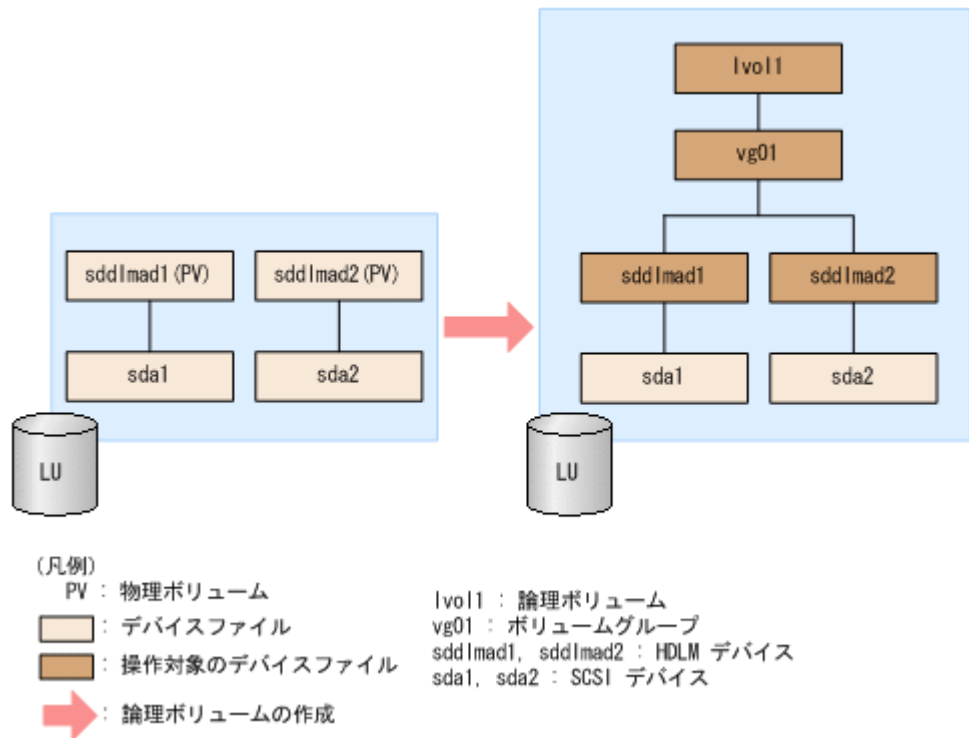 lvol1
vg01
sddlmad1(PV) sddlmad2(PV)
sddlmad1 sddlmad2
sda1 sda2
sda1 sda2
LU
LU
(凡例)
PV : 物理ボリューム
: デバイスファイル
: 操作対象のデバイスファイル
: 論理ボリュームの作成
lvol1 : 論理ボリューム
vg01 : ボリュームグループ
sddlmad1, sddlmad2 : HDLM デバイス
sda1, sda2 : SCSI デバイス